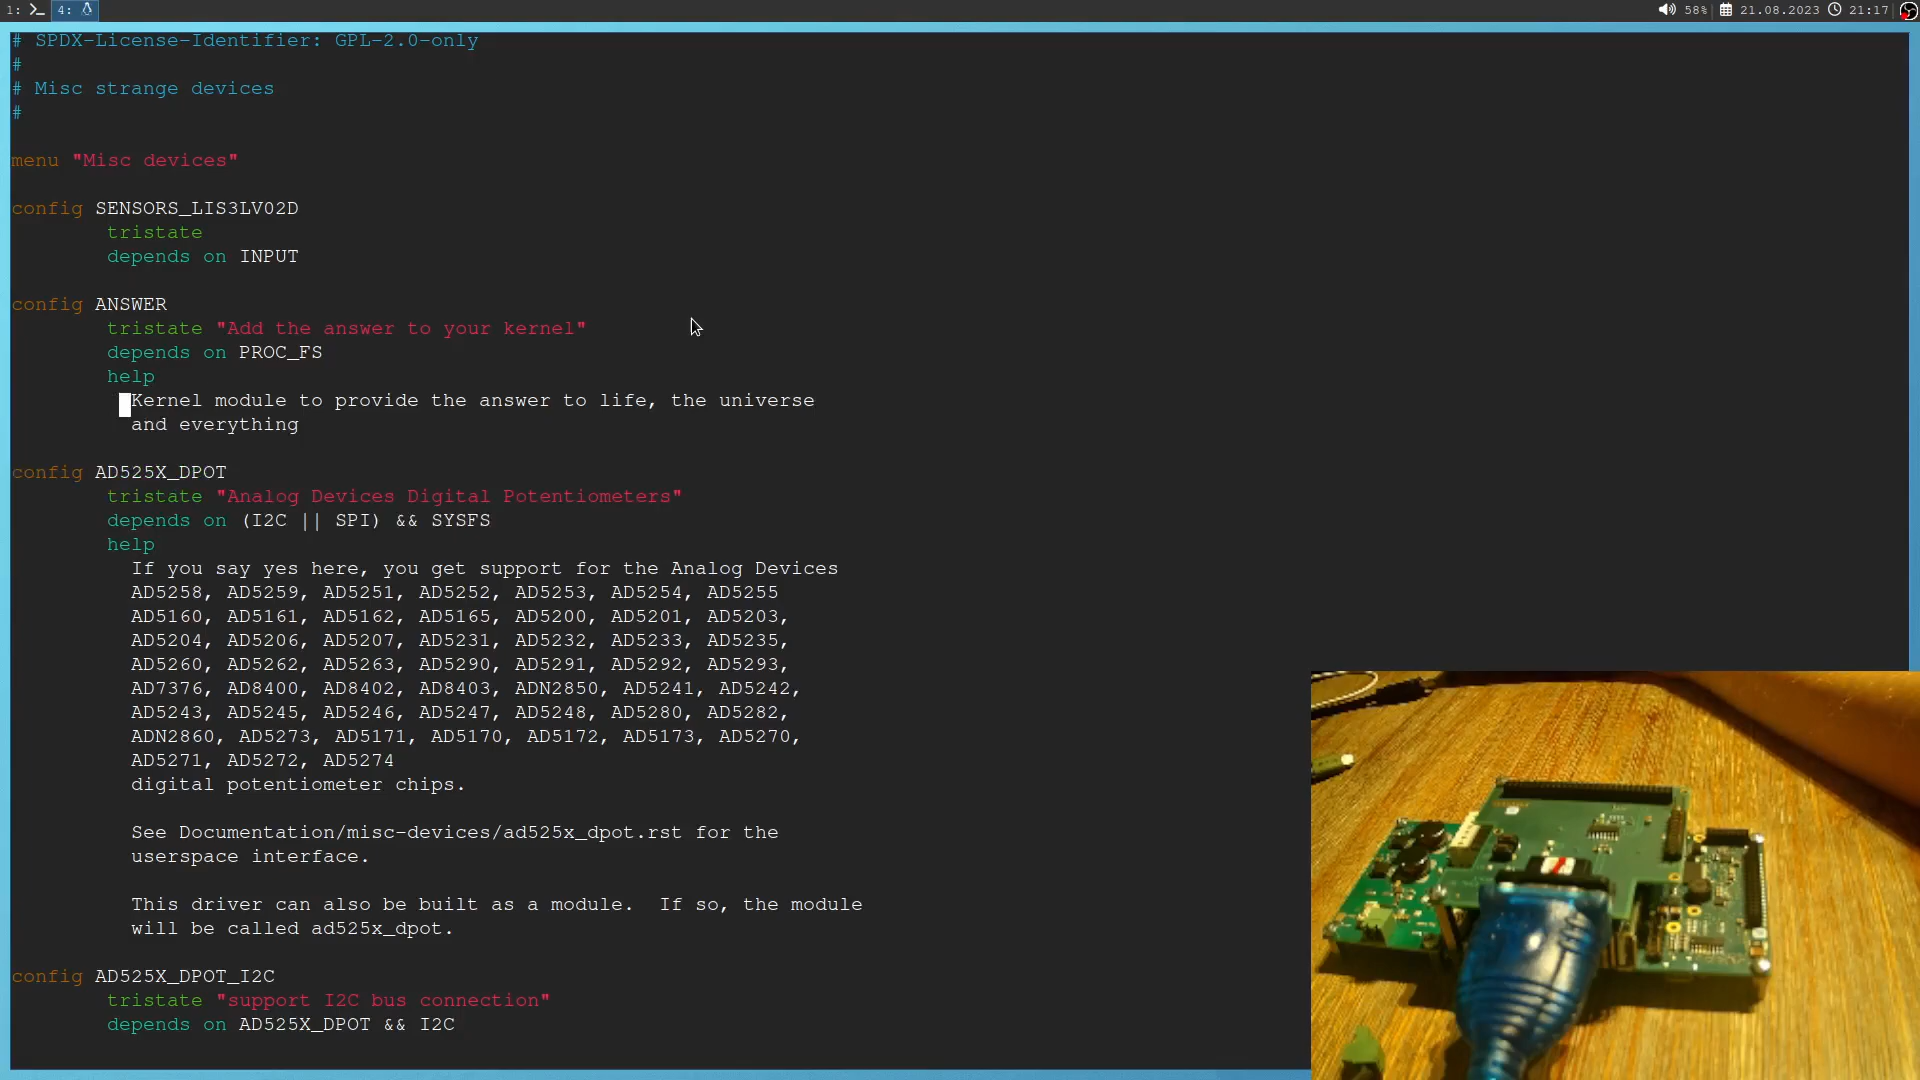 1:
4:
58%
21.08.2023
21:17
# SPDX-License-Identifier: GPL-2.0-only
#
# Misc strange devices
#
menu "Misc devices"
config SENSORS_LIS3LV02D
tristate
depends on INPUT
config ANSWER
tristate "Add the answer to your kernel"
depends on PROC_FS
help
Kernel module to provide the answer to life, the universe
and everything
config AD525X_DPOT
tristate "Analog Devices Digital Potentiometers"
depends on (I2C || SPI) && SYSFS
help
If you say yes here, you get support for the Analog Devices
AD5258, AD5259, AD5251, AD5252, AD5253, AD5254, AD5255
AD5160, AD5161, AD5162, AD5165, AD5200, AD5201, AD5203,
AD5204, AD5206, AD5207, AD5231, AD5232, AD5233, AD5235,
AD5260, AD5262, AD5263, AD5290, AD5291, AD5292, AD5293,
AD7376, AD8400, AD8402, AD8403, ADN2850, AD5241, AD5242,
AD5243, AD5245, AD5246, AD5247, AD5248, AD5280, AD5282,
ADN2860, AD5273, AD5171, AD5170, AD5172, AD5173, AD5270,
AD5271, AD5272, AD5274
digital potentiometer chips.
See Documentation/misc-devices/ad525x_dpot.rst for the
userspace interface.
This driver can also be built as a module.  If so, the module
will be called ad525x_dpot.
config AD525X_DPOT_I2C
tristate "support I2C bus connection"
depends on AD525X_DPOT && I2C